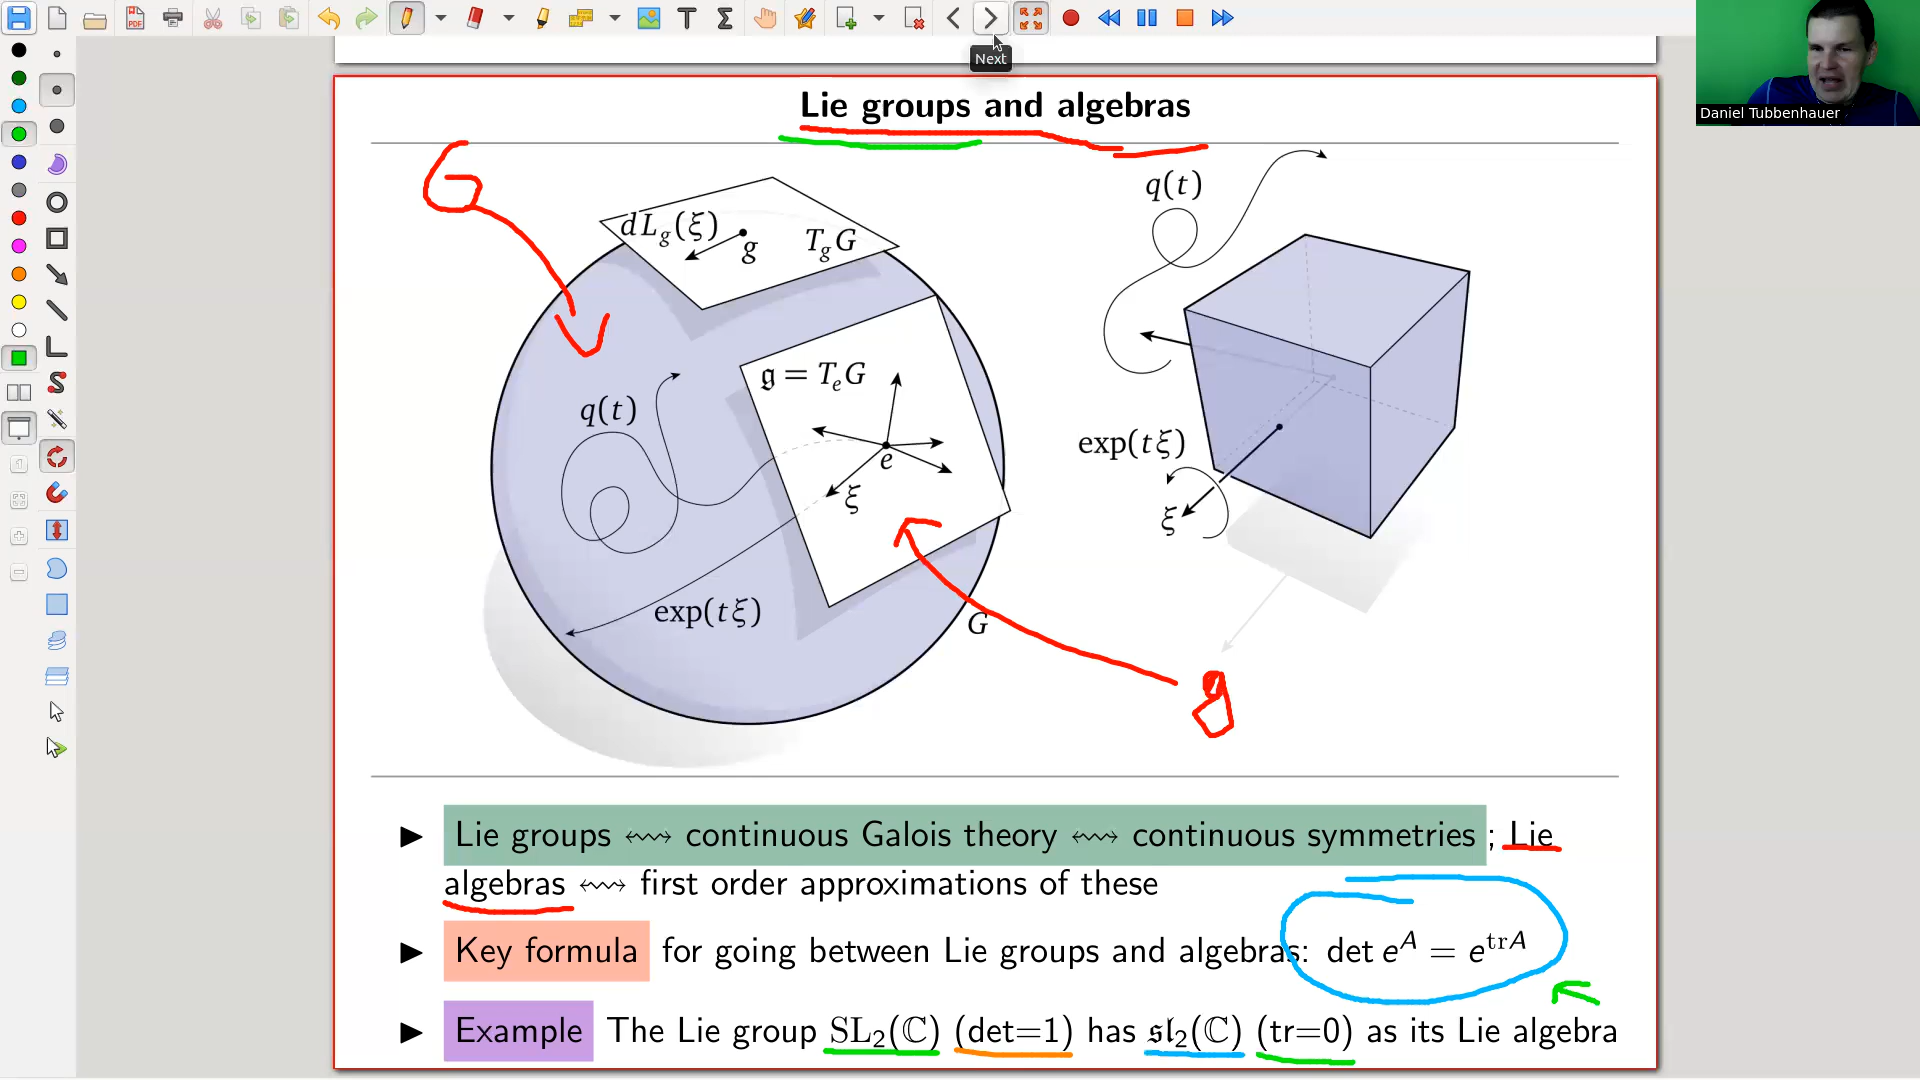 Next
Daniel Tubbenhauer
Lie groups and algebras
G
dL_g(ξ)
g
T_gG
q(t)
𝔤 = T_eG
q(t)
e
ξ
exp(tξ)
exp(tξ)
ξ
G
g
▶ Lie groups ↭ continuous Galois theory ↭ continuous symmetries ; Lie
algebras ↭ first order approximations of these
▶ Key formula for going between Lie groups and algebras: det e^A = e^{trA}
▶ Example The Lie group SL₂(ℂ) (det=1) has 𝔰𝔩₂(ℂ) (tr=0) as its Lie algebra